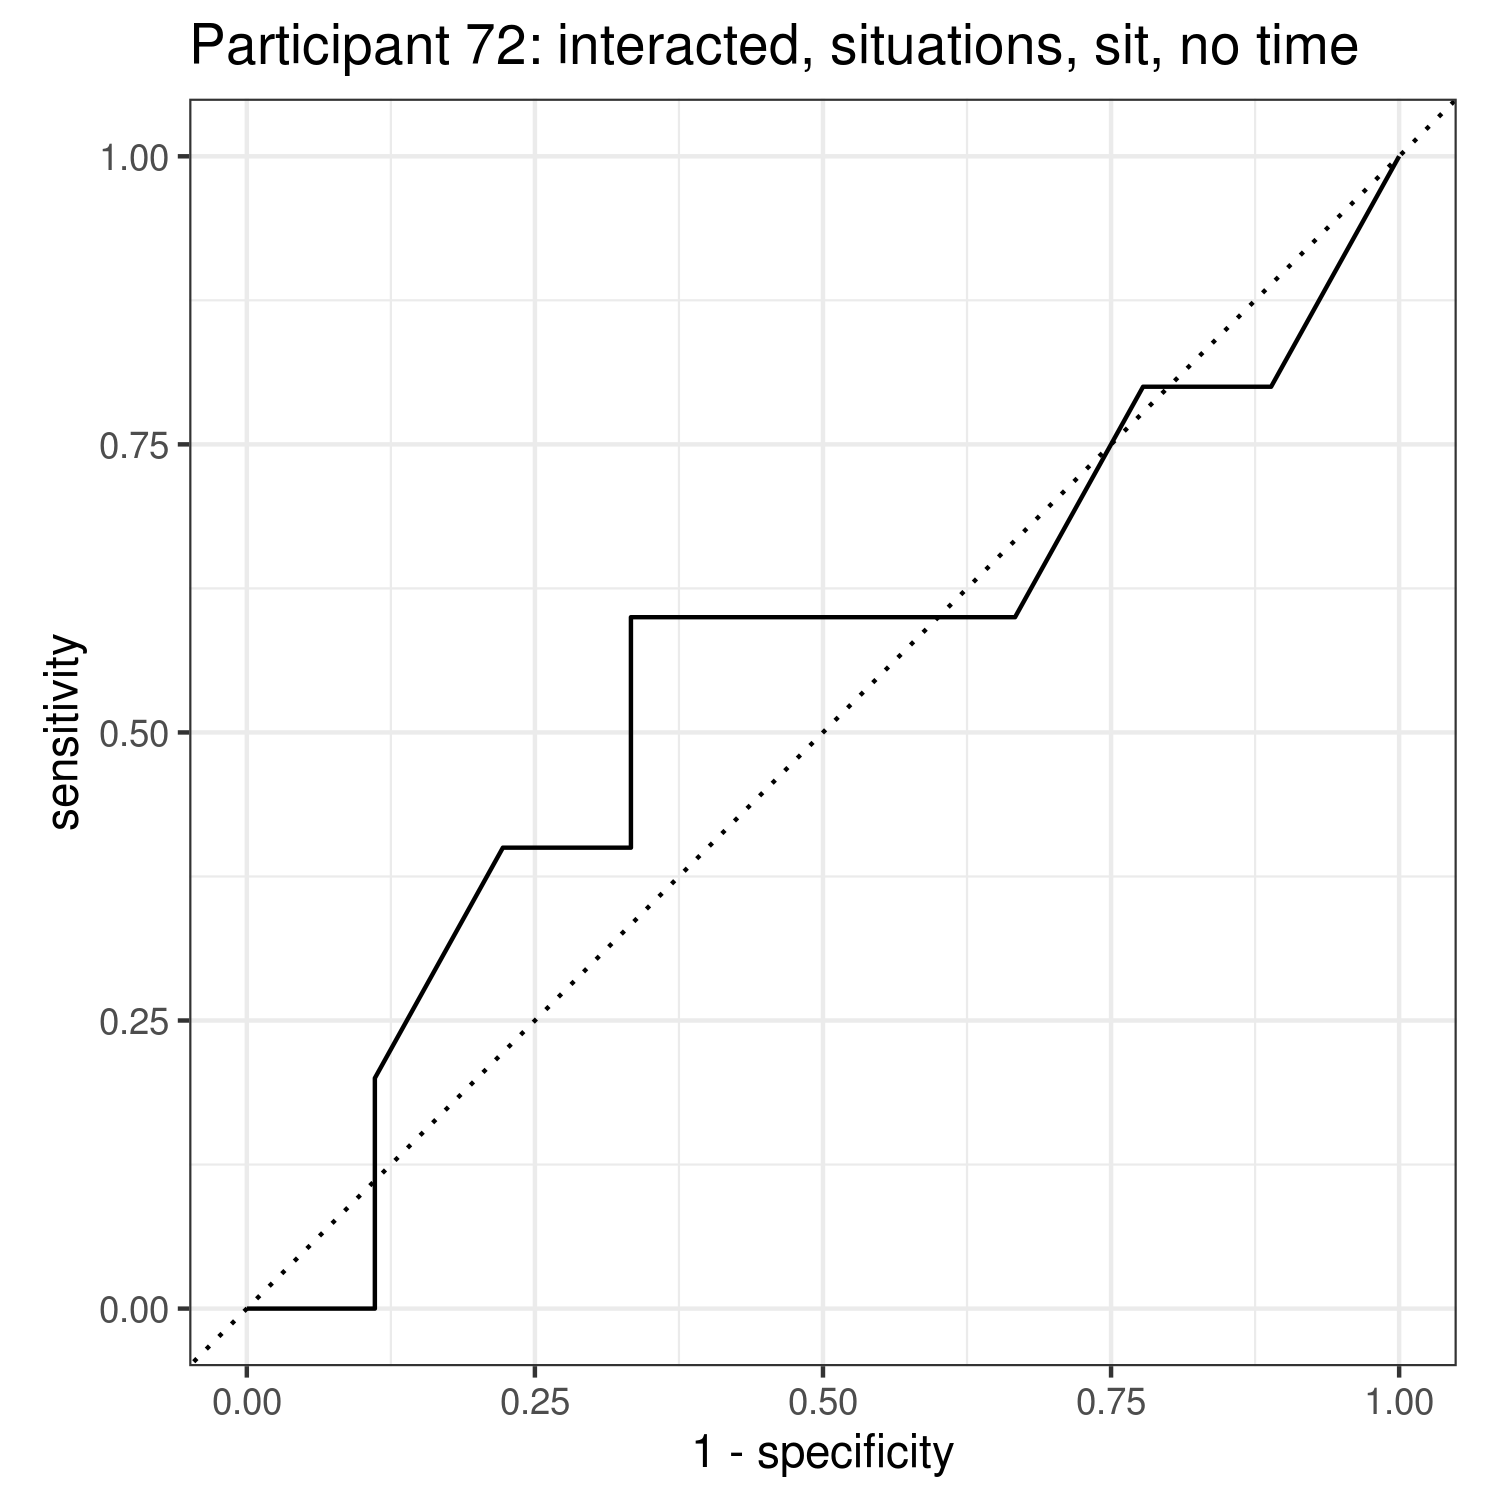 Participant 72: interacted, situations, sit, no time
1.00
0.75
0.50
0.25
0.00
sensitivity
0.00 0.25 0.50 0.75 1.00
1 - specificity